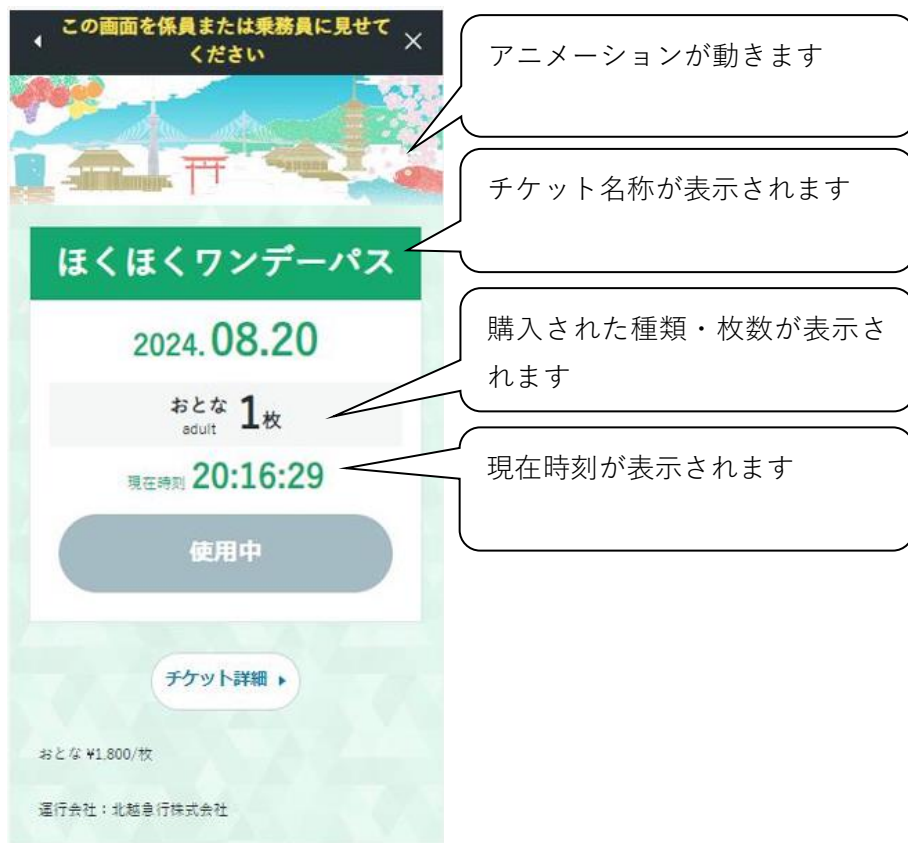 この画面を係員または乗務員に見せて
ください
アニメーションが動きます
チケット名称が表示されます
ほくほくワンデーパス
2024.08.20
購入された種類・枚数が表示さ
れます
おとな 1枚
adult
現在時刻 20:16:29
現在時刻が表示されます
使用中
チケット詳細
おとな ¥1,800/枚
運行会社：北越急行株式会社